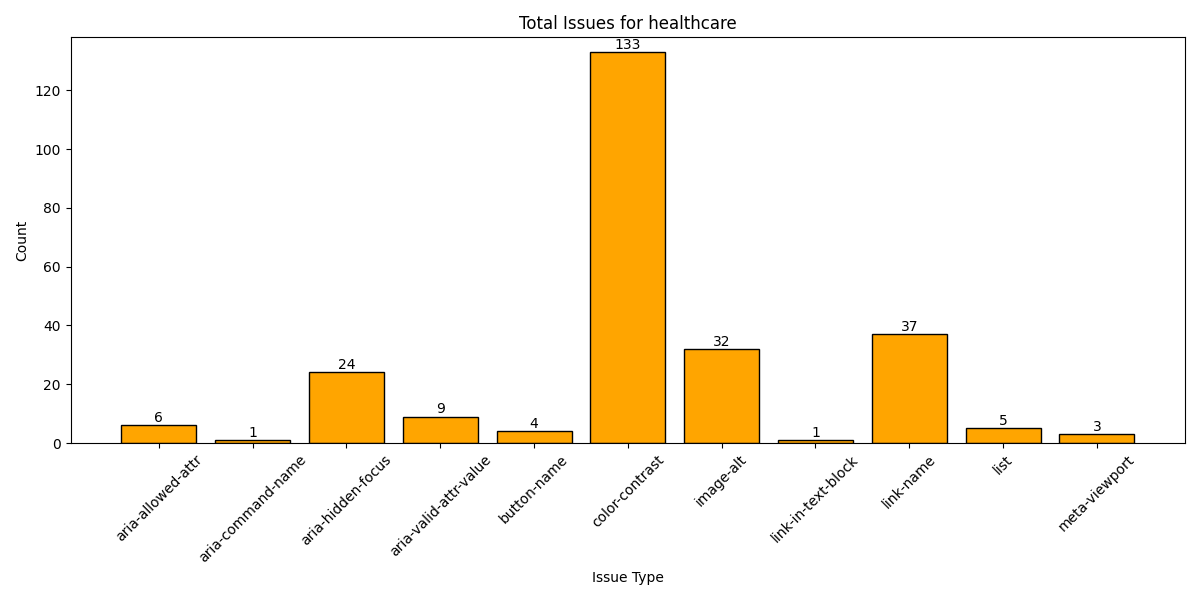 Total Issues for healthcare
Count
120
100
80
60
40
20
0
6
1
24
9
4
133
32
1
37
5
3
aria-allowed-attr
aria-command-name
aria-hidden-focus
aria-valid-attr-value
button-name
color-contrast
image-alt
link-in-text-block
link-name
list
meta-viewport
Issue Type